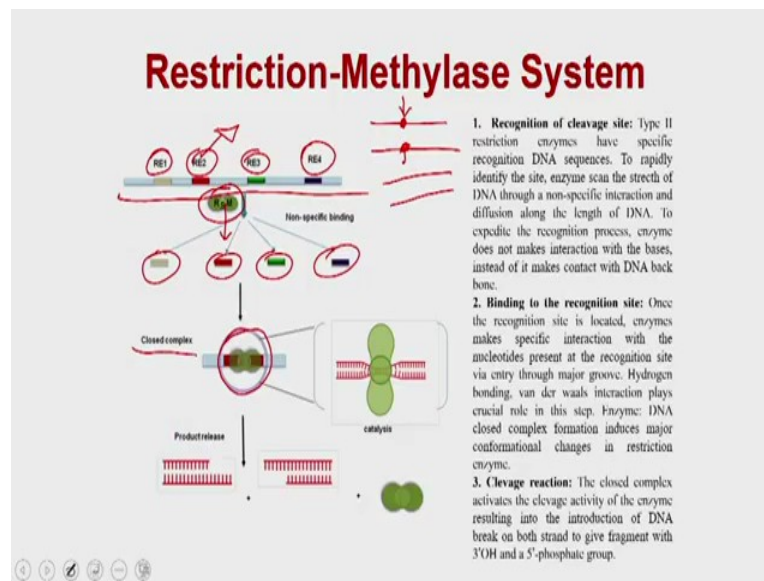 Restriction-Methylase System
RE1 RE2 RE3 RE4
Non-specific binding
Closed complex
catalysis
Product release
+
+
1. Recognition of cleavage site: Type II
restriction enzymes have specific
recognition DNA sequences. To rapidly
identify the site, enzyme scan the strecth of
DNA through a non-specific interaction and
diffusion along the length of DNA. To
expedite the recognition process, enzyme
does not makes interaction with the bases,
instead of it makes contact with DNA back
bone.
2. Binding to the recognition site: Once
the recognition site is located, enzymes
makes specific interaction with the
nucleotides present at the recognition site
via entry through major groove. Hydrogen
bonding, van der waals interaction plays
crucial role in this step. Enzyme: DNA
closed complex formation induces major
conformational changes in restriction
enzyme.
3. Clevage reaction: The closed complex
activates the clevage activity of the enzyme
resulting into the introduction of DNA
break on both strand to give fragment with
3'OH and a 5'-phosphate group.